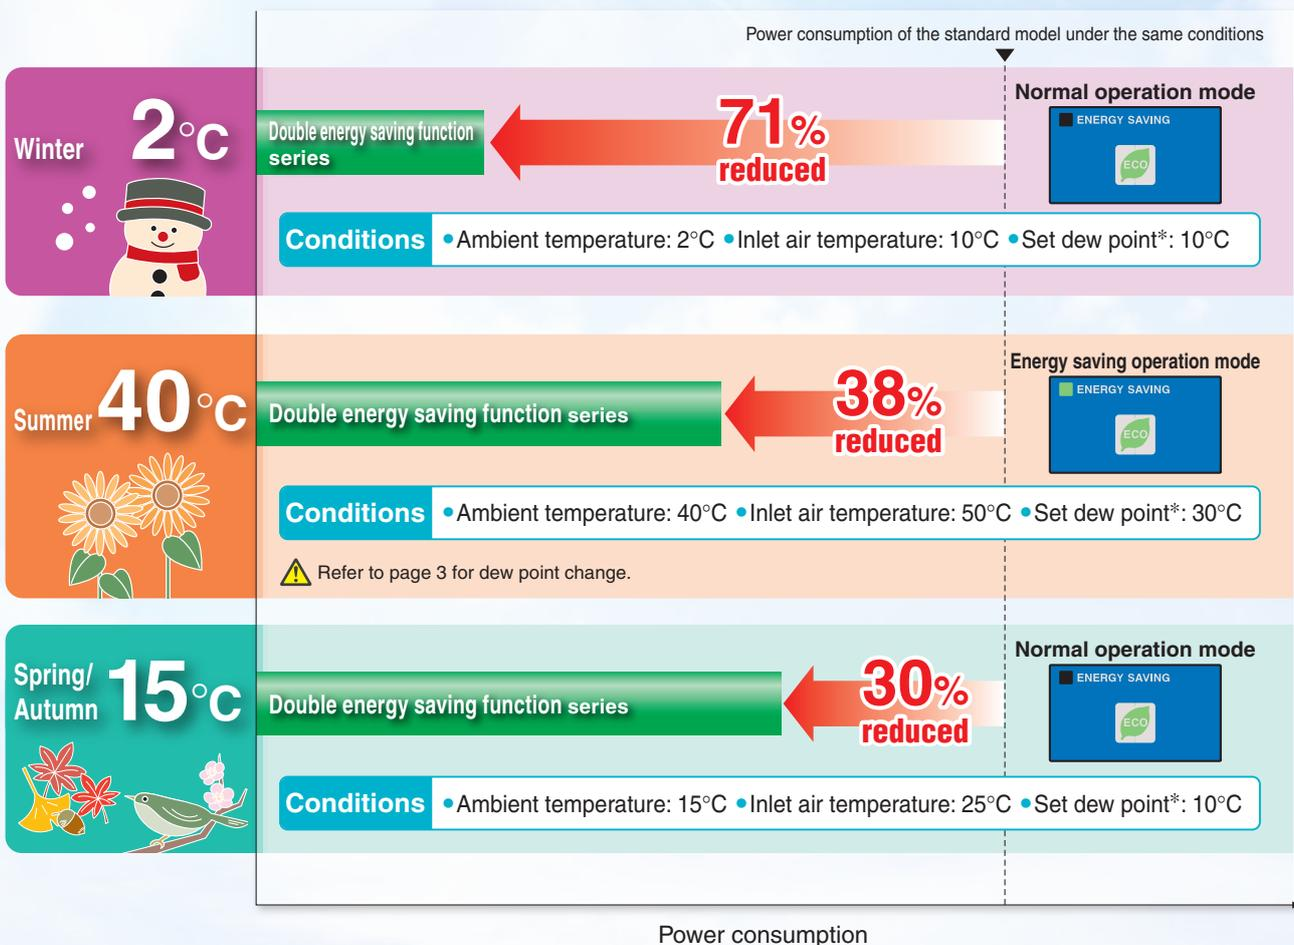 Power consumption of the standard model under the same conditions
Winter 2°C
Double energy saving function
series
71%
reduced
Normal operation mode
ENERGY SAVING
ECO
Conditions •Ambient temperature: 2°C •Inlet air temperature: 10°C •Set dew point*: 10°C
Summer 40°C
Double energy saving function series
38%
reduced
Energy saving operation mode
ENERGY SAVING
ECO
Conditions •Ambient temperature: 40°C •Inlet air temperature: 50°C •Set dew point*: 30°C
Refer to page 3 for dew point change.
Spring/
Autumn 15°C
Double energy saving function series
30%
reduced
Normal operation mode
ENERGY SAVING
ECO
Conditions •Ambient temperature: 15°C •Inlet air temperature: 25°C •Set dew point*: 10°C
Power consumption